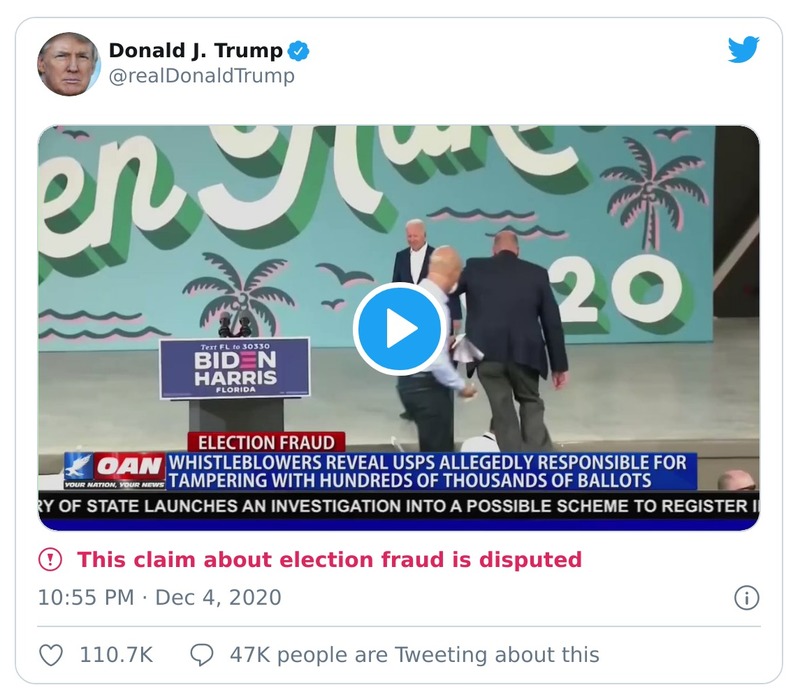 Donald J. Trump
@realDonaldTrump
20
Text FL to 30330
BIDEN
HARRIS
FLORIDA
ELECTION FRAUD
OAN
YOUR NATION, YOUR NEWS
WHISTLEBLOWERS REVEAL USPS ALLEGEDLY RESPONSIBLE FOR
TAMPERING WITH HUNDREDS OF THOUSANDS OF BALLOTS
RY OF STATE LAUNCHES AN INVESTIGATION INTO A POSSIBLE SCHEME TO REGISTER
This claim about election fraud is disputed
10:55 PM · Dec 4, 2020
110.7K
47K people are Tweeting about this